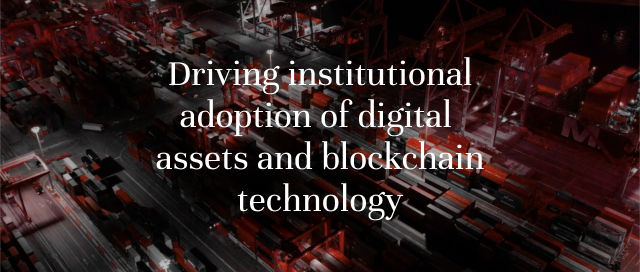 Driving institutional
adoption of digital
assets and blockchain
technology